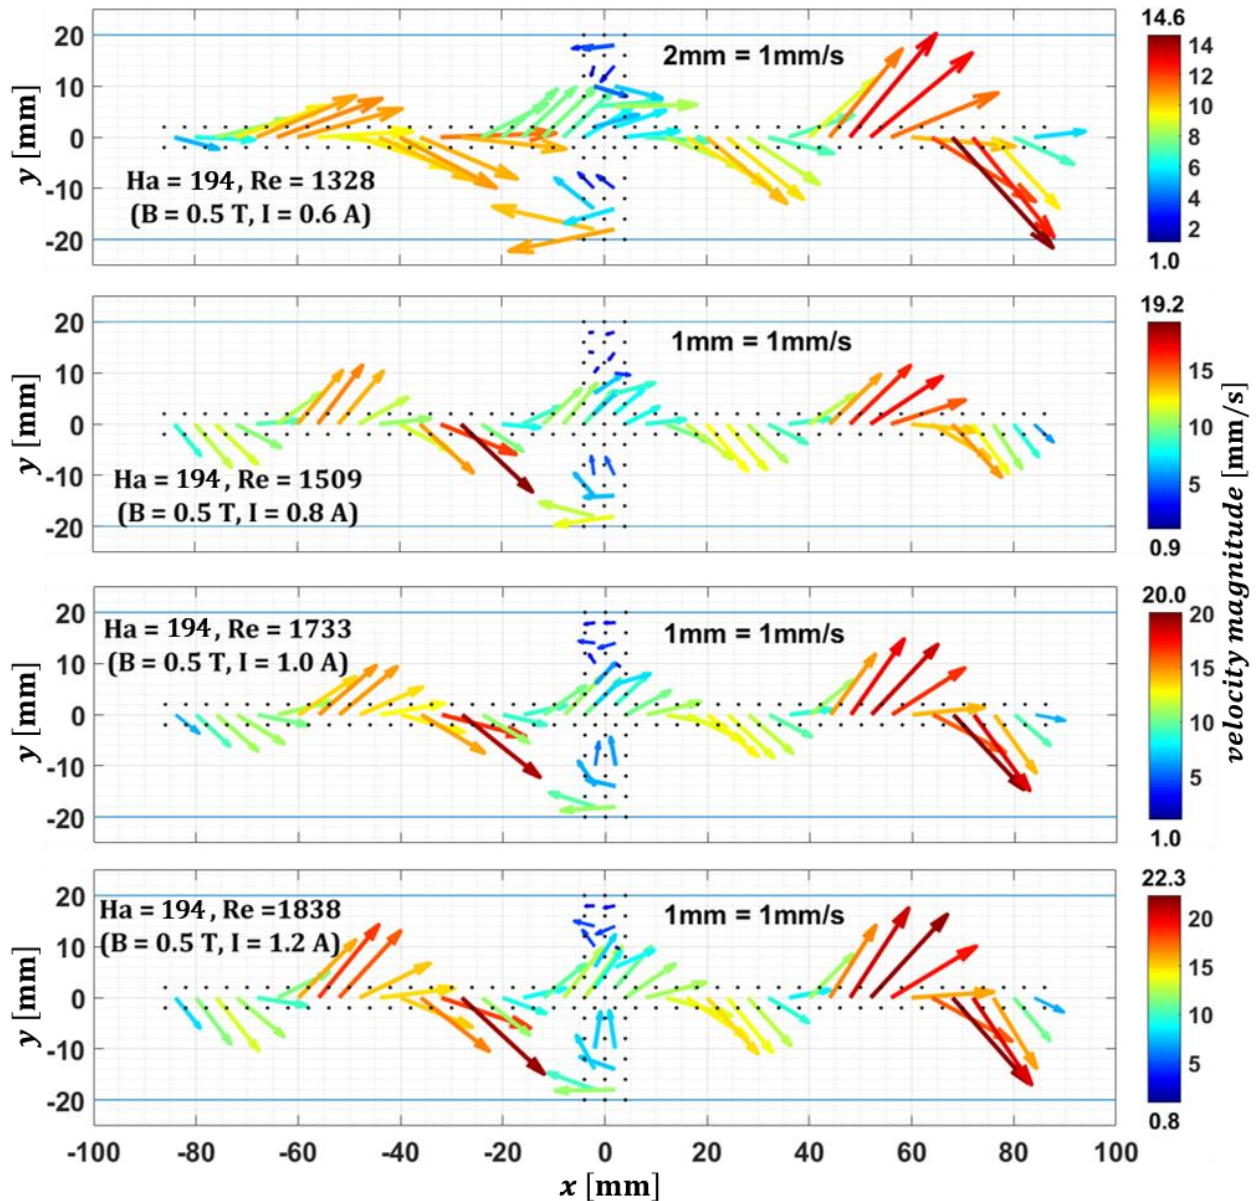 20
10
0
-10
-20
y [mm]
2mm = 1mm/s
Ha = 194, Re = 1328
(B = 0.5 T, I = 0.6 A)
14.6
14
12
10
8
6
4
2
1.0
20
10
0
-10
-20
y [mm]
1mm = 1mm/s
Ha = 194, Re = 1509
(B = 0.5 T, I = 0.8 A)
19.2
15
10
5
0.9
20
10
0
-10
-20
y [mm]
Ha = 194, Re = 1733
(B = 0.5 T, I = 1.0 A)
1mm = 1mm/s
20.0
20
15
10
5
1.0
20
10
0
-10
-20
y [mm]
Ha = 194, Re =1838
(B = 0.5 T, I = 1.2 A)
1mm = 1mm/s
22.3
20
15
10
5
0.8
velocity magnitude [mm/s]
-100 -80 -60 -40 -20 0 20 40 60 80 100
x [mm]